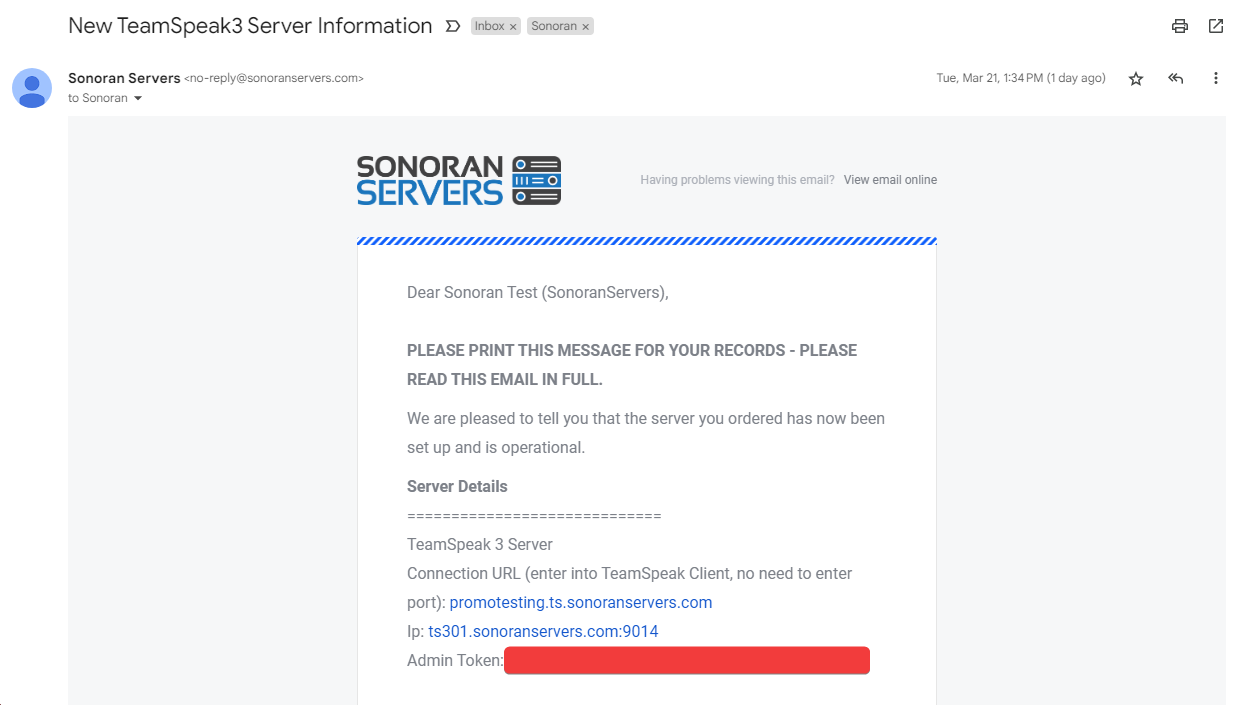 New TeamSpeak3 Server Information
Inbox ×
Sonoran ×
Sonoran Servers <no-reply@sonoranservers.com>
Tue, Mar 21, 1:34 PM (1 day ago)
to Sonoran
SONORAN
SERVERS
Having problems viewing this email? View email online
Dear Sonoran Test (SonoranServers),
PLEASE PRINT THIS MESSAGE FOR YOUR RECORDS - PLEASE
READ THIS EMAIL IN FULL.
We are pleased to tell you that the server you ordered has now been
set up and is operational.
Server Details
=============================
TeamSpeak 3 Server
Connection URL (enter into TeamSpeak Client, no need to enter
port): promotesting.ts.sonoranservers.com
Ip: ts301.sonoranservers.com:9014
Admin Token: